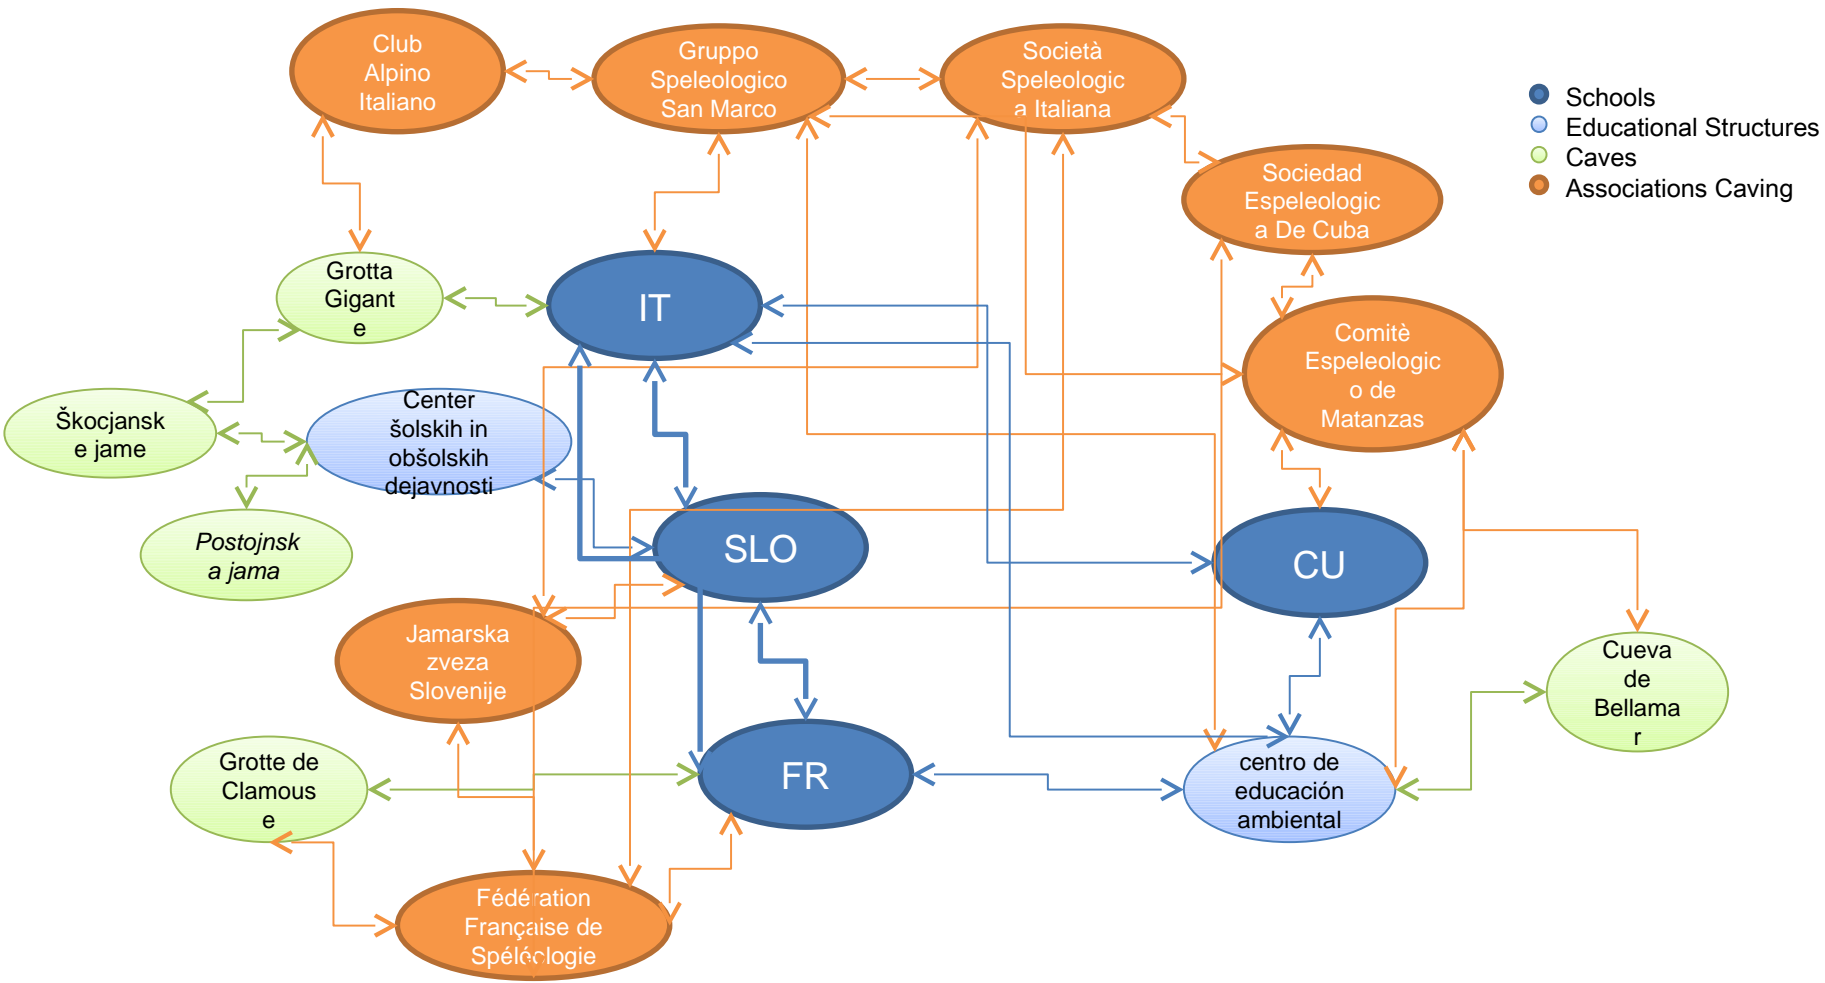 Club
Alpino
Italiano
Gruppo
Speleologico
San Marco
Società
Speleologic
a Italiana
Schools
Educational Structures
Caves
Associations Caving
Sociedad
Espeleologic
a De Cuba
Grotta
Gigant
e
IT
Comitè
Espeleologic
o de
Matanzas
Škocjansk
e jame
Center
šolskih in
obšolskih
dejavnosti
Postojnsk
a jama
SLO
CU
Jamarska
zveza
Slovenije
Cueva
de
Bellama
r
Grotte de
Clamous
e
FR
centro de
educación
ambiental
Fédération
Française de
Spéléologie